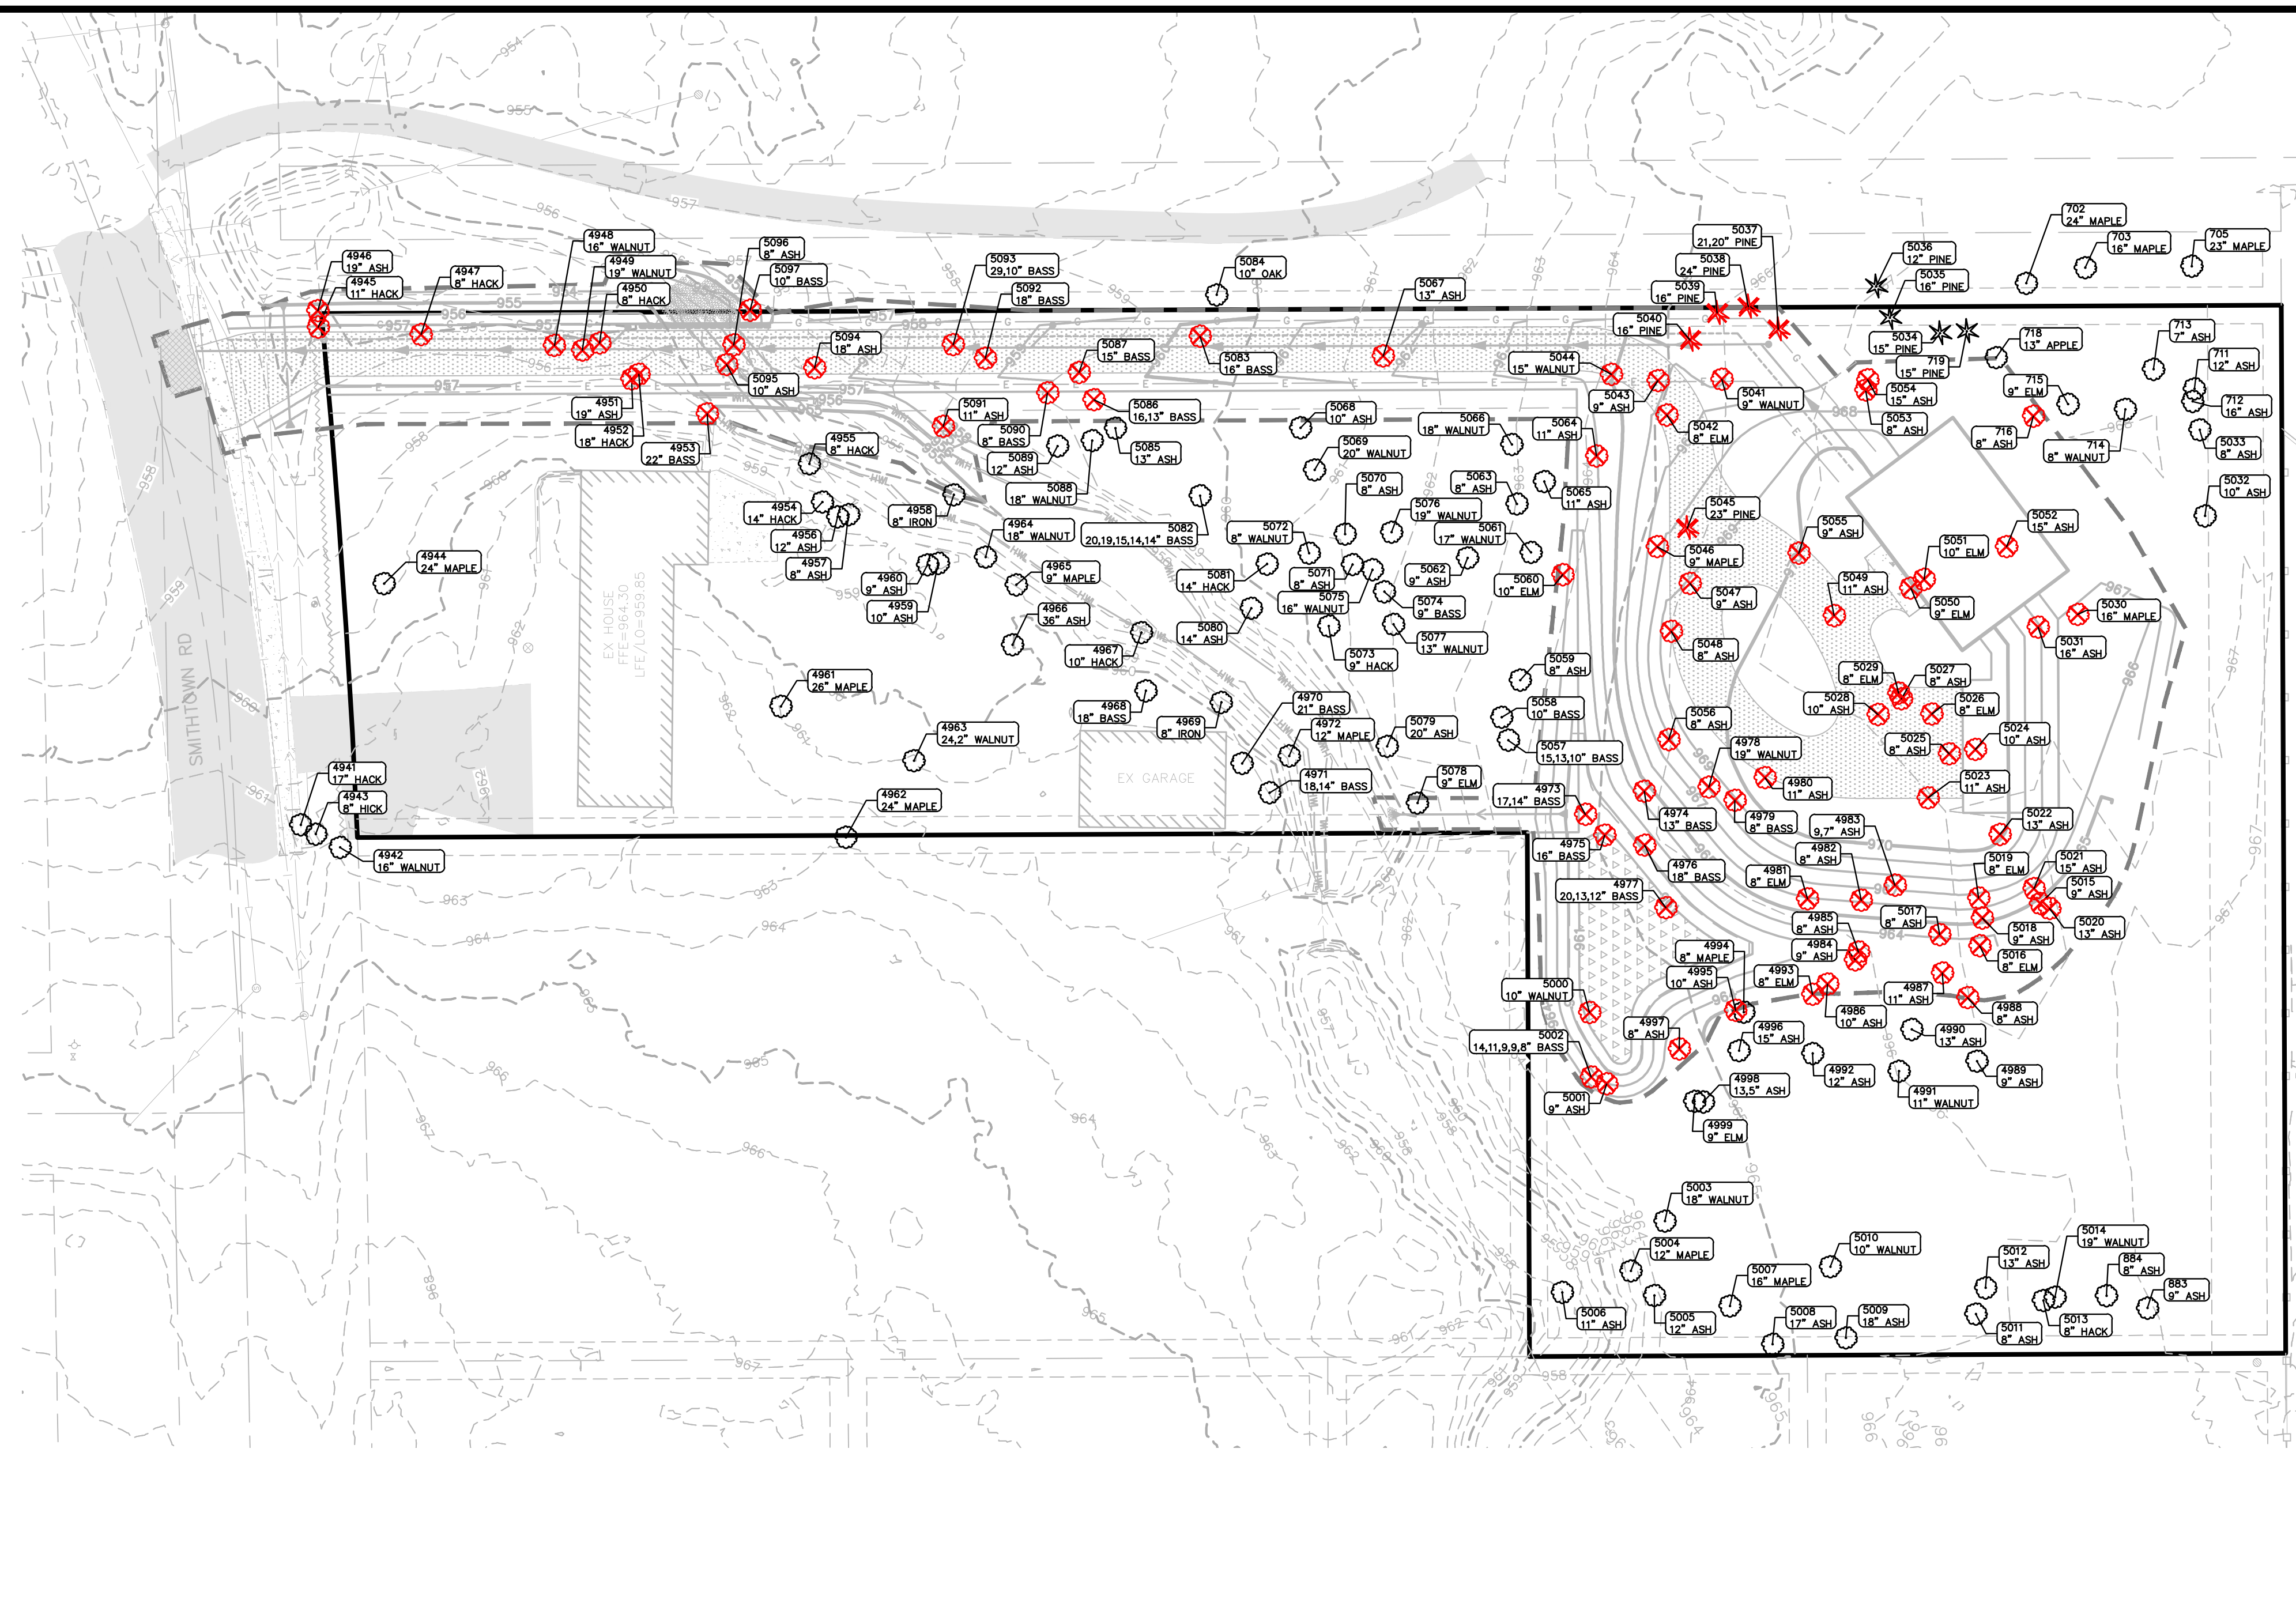 702
24" MAPLE
703
16" MAPLE
705
23" MAPLE
4948
16" WALNUT
4949
19" WALNUT
4946
19" ASH
4945
11" HACK
4947
8" HACK
4950
8" HACK
5096
8" ASH
5097
10" BASS
5093
29,10" BASS
5092
18" BASS
5084
10" OAK
5067
13" ASH
5037
21,20" PINE
5038
24" PINE
5039
16" PINE
5040
16" PINE
5036
12" PINE
5035
16" PINE
5034
15" PINE
719
15" PINE
718
13" APPLE
713
7" ASH
711
12" ASH
712
16" ASH
715
9" ELM
716
8" ASH
714
8" WALNUT
5033
8" ASH
5032
10" ASH
5094
18" ASH
5095
10" ASH
5087
15" BASS
5083
16" BASS
5086
16,13" BASS
5044
15" WALNUT
5043
9" ASH
5041
9" WALNUT
5042
8" ELM
5054
15" ASH
5053
8" ASH
4951
19" ASH
4952
18" HACK
4953
22" BASS
4955
8" HACK
5091
11" ASH
5090
8" BASS
5089
12" ASH
5088
18" WALNUT
5085
13" ASH
5068
10" ASH
5069
20" WALNUT
5066
18" WALNUT
5064
11" ASH
5063
8" ASH
5065
11" ASH
5070
8" ASH
5076
19" WALNUT
5061
17" WALNUT
5072
8" WALNUT
5082
20,19,15,14,14" BASS
4954
14" HACK
4956
12" ASH
4957
8" ASH
4958
8" IRON
4964
18" WALNUT
4965
9" MAPLE
4960
9" ASH
4959
10" ASH
4966
36" ASH
4944
24" MAPLE
5081
14" HACK
5071
8" ASH
5075
16" WALNUT
5062
9" ASH
5074
9" BASS
5060
10" ELM
5077
13" WALNUT
5080
14" ASH
5073
9" HACK
4967
10" HACK
5045
23" PINE
5046
9" MAPLE
5047
9" ASH
5048
8" ASH
5055
9" ASH
5049
11" ASH
5051
10" ELM
5050
9" ELM
5052
15" ASH
5030
16" MAPLE
5031
16" ASH
5029
8" ELM
5027
8" ASH
5028
10" ASH
5026
8" ELM
5025
8" ASH
5024
10" ASH
5023
11" ASH
5022
13" ASH
5056
8" ASH
5059
8" ASH
5058
10" BASS
5057
15,13,10" BASS
5079
20" ASH
5078
9" ELM
4961
26" MAPLE
4963
24,2" WALNUT
4962
24" MAPLE
4968
18" BASS
4969
8" IRON
4970
21" BASS
4972
12" MAPLE
4971
18,14" BASS
4973
17,14" BASS
4974
13" BASS
4975
16" BASS
4976
18" BASS
4977
20,13,12" BASS
4978
19" WALNUT
4980
11" ASH
4979
8" BASS
4983
9,7" ASH
4982
8" ASH
4981
8" ELM
5019
8" ELM
5021
15" ASH
5015
9" ASH
5020
13" ASH
5017
8" ASH
5018
9" ASH
5016
8" ELM
4985
8" ASH
4984
9" ASH
4994
8" MAPLE
4995
10" ASH
4993
8" ELM
4987
11" ASH
4986
10" ASH
4988
8" ASH
4990
13" ASH
4989
9" ASH
4991
11" WALNUT
4992
12" ASH
4996
15" ASH
4997
8" ASH
4998
13,5" ASH
4999
9" ELM
5000
10" WALNUT
5002
14,11,9,9,8" BASS
5001
9" ASH
4941
17" HACK
4943
8" HICK
4942
16" WALNUT
5003
18" WALNUT
5004
12" MAPLE
5006
11" ASH
5005
12" ASH
5007
16" MAPLE
5008
17" ASH
5009
18" ASH
5010
10" WALNUT
5012
13" ASH
5011
8" ASH
5014
19" WALNUT
5013
8" HACK
884
8" ASH
883
9" ASH
SMITHTOWN RD
EX HOUSE
FFE=964.30
LFE/LO=959.85
EX GARAGE
954
955
956
957
958
959
960
961
962
963
964
965
966
967
968
970